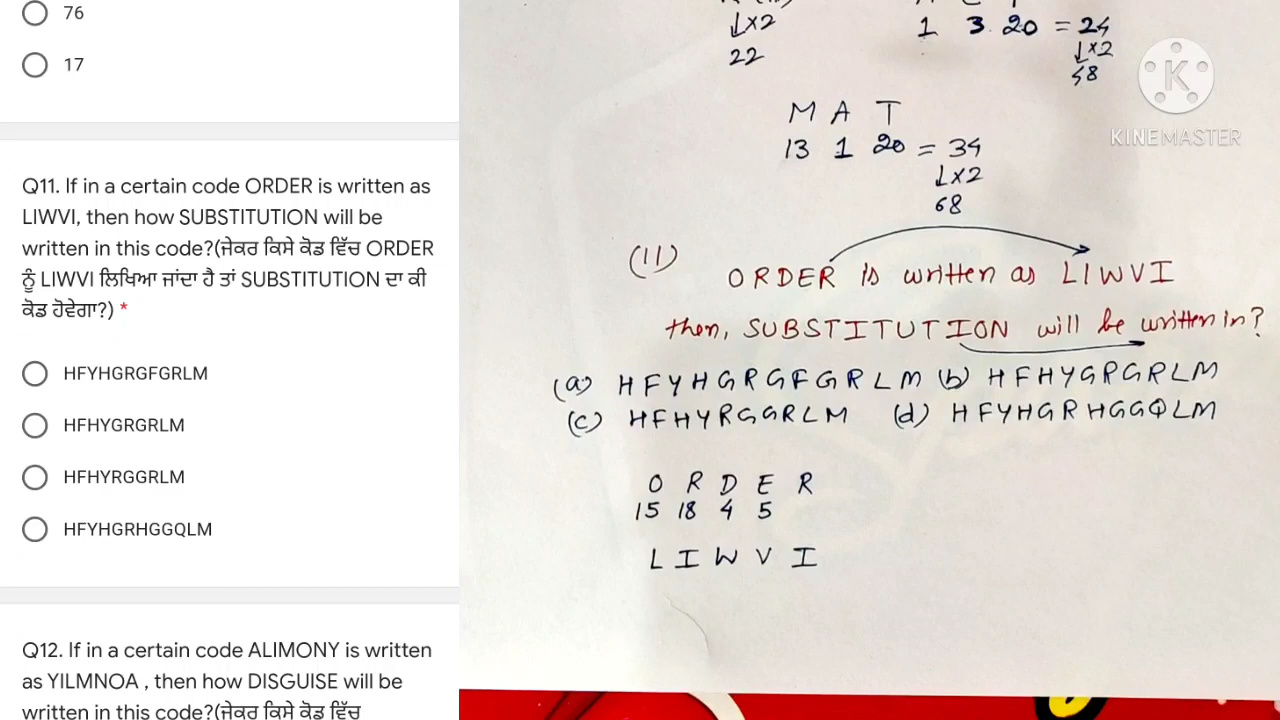 76
17
Q11. If in a certain code ORDER is written as
LIWVI, then how SUBSTITUTION will be
written in this code?(ਜੇਕਰ ਕਿਸੇ ਕੋਡ ਵਿੱਚ ORDER
ਨੂੰ LIWVI ਲਿਖਿਆ ਜਾਂਦਾ ਹੈ ਤਾਂ SUBSTITUTION ਦਾ ਕੀ
ਕੋਡ ਹੋਵੇਗਾ?) *
HFYHGRGFGRLM
HFHYGRGRLM
HFHYRGGRLM
HFYHGRHGGQLM
Q12. If in a certain code ALIMONY is written
as YILMNOA , then how DISGUISE will be
written in this code?(ਜੇਕਰ ਕਿਸੇ ਕੋਡ ਵਿੱਚ
↓×2
22
1 3 20 = 24
↓×2
48
KINEMASTER
M A T
13 1 20 = 34
↓×2
68
(11) ORDER is written as LIWVI
then, SUBSTITUTION will be written in?
(a) HFYHGRGFGRLM (b) HFHYGRGRLM
(c) HFHYRGGRLM (d) HFYHGRHGGQLM
O R D E R
15 18 4 5
L I W V I